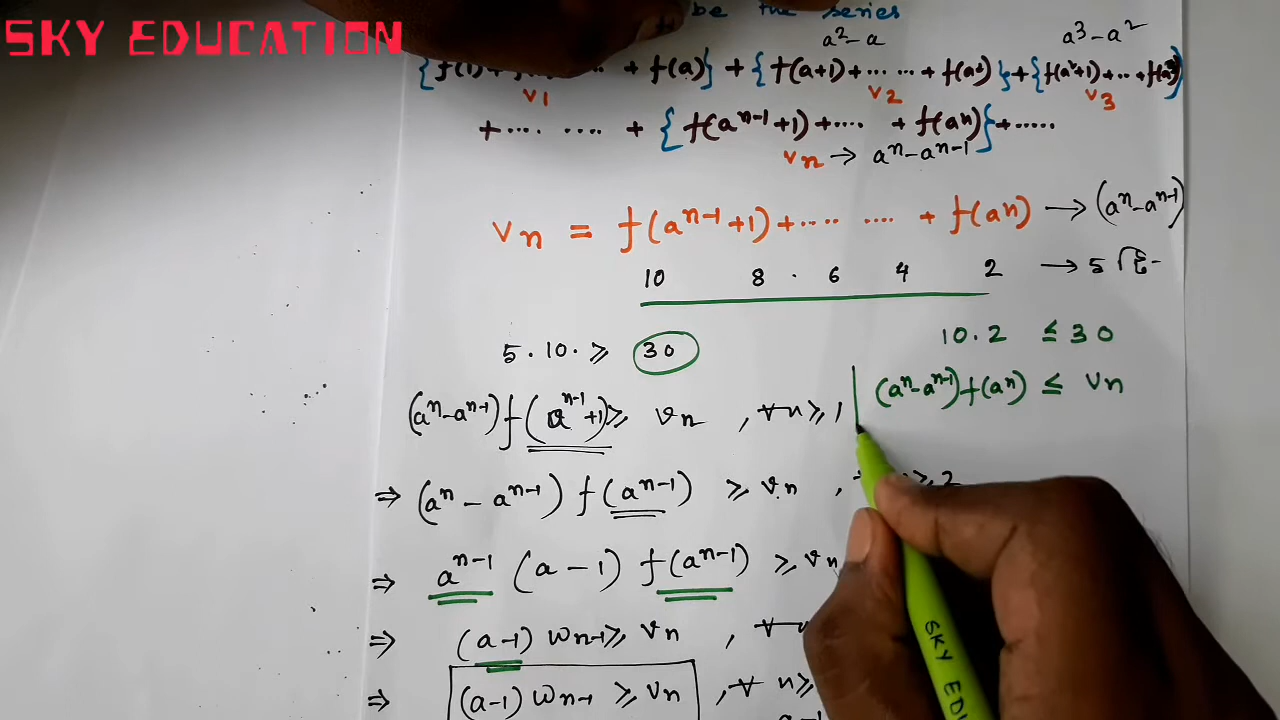 SKY EDUCATION
be the series
a²-a a³-a²
+ f(a)} + {f(a+1)+..... + f(a²)} +{f(a²+1)+..+f(a³)}
v1 v2 v3
+.... .... + {f(aⁿ⁻¹+1)+.... + f(aⁿ)}+.....
vn → aⁿ-aⁿ⁻¹
vn = f(aⁿ⁻¹+1)+.... .... + f(aⁿ) → (aⁿ-aⁿ⁻¹)
10 8 . 6 4 2 → 5
5 . 10 . ≥ 30
10.2 ≤ 30
(aⁿ-aⁿ⁻¹)f(aⁿ⁻¹+1) ≥ vn , ∀n≥1
(aⁿ-aⁿ⁻¹)f(aⁿ) ≤ vn
⇒ (aⁿ - aⁿ⁻¹) f(aⁿ⁻¹) ≥ vn , ≥ 2
⇒ aⁿ⁻¹ (a-1) f(aⁿ⁻¹) ≥ vn
⇒ (a-1) wn-1 ≥ vn , ∀
⇒ (a-1) wn-1 ≥ vn , ∀ n≥
a-1
SKY EDU